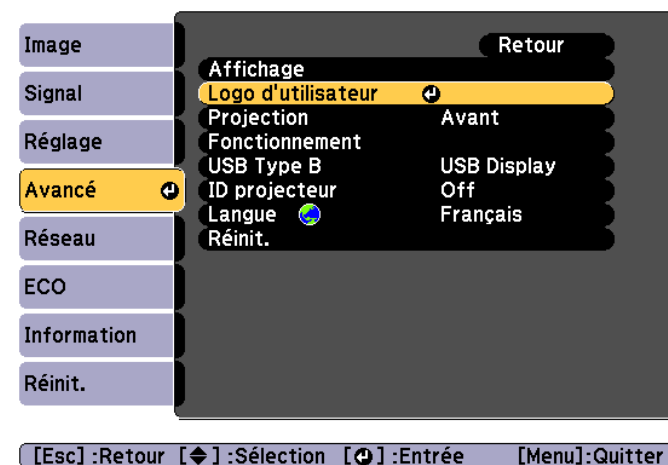 Image
Signal
Réglage
Avancé
Réseau
ECO
Information
Réinit.
Retour
Affichage
Logo d'utilisateur
Projection Avant
Fonctionnement
USB Type B USB Display
ID projecteur Off
Langue Français
Réinit.
[Esc] :Retour [◆] :Sélection [↵] :Entrée [Menu]:Quitter